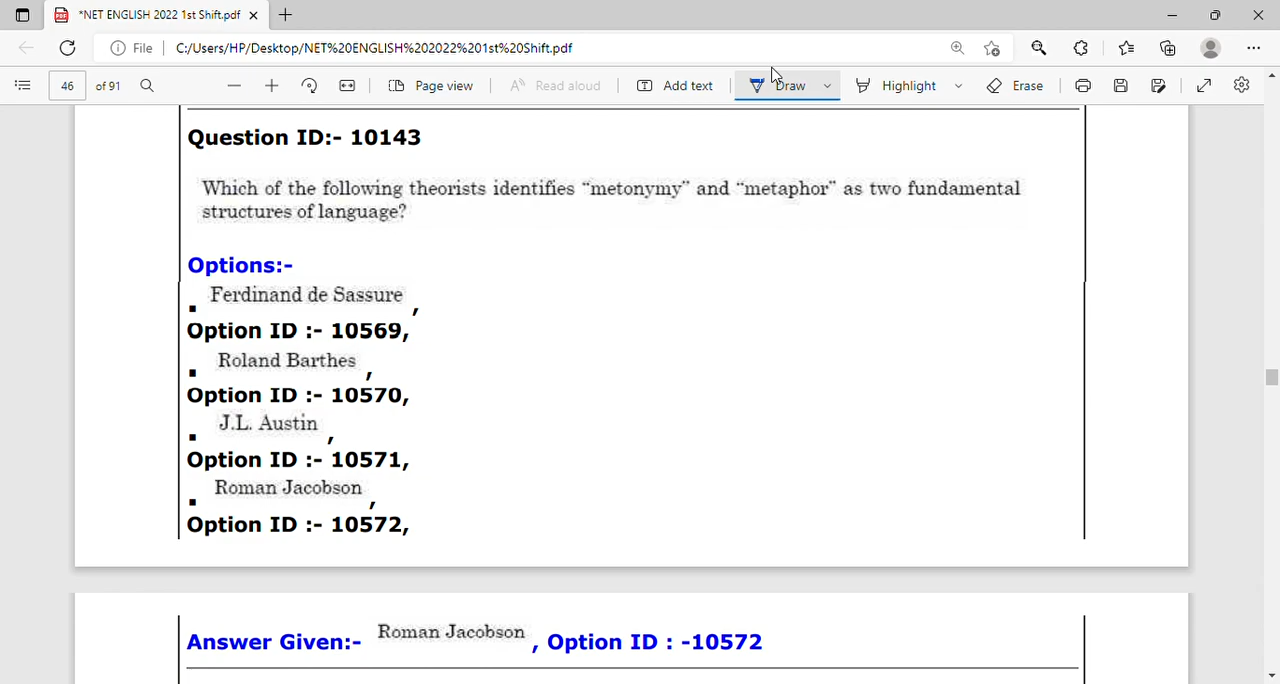 *NET ENGLISH 2022 1st Shift.pdf
File C:/Users/HP/Desktop/NET%20ENGLISH%202022%201st%20Shift.pdf
46 of 91 Page view Read aloud Add text Draw Highlight Erase
Question ID:- 10143
Which of the following theorists identifies “metonymy” and “metaphor” as two fundamental
structures of language?
Options:-
Ferdinand de Sassure ,
Option ID :- 10569,
Roland Barthes ,
Option ID :- 10570,
J.L. Austin ,
Option ID :- 10571,
Roman Jacobson ,
Option ID :- 10572,
Answer Given:- Roman Jacobson , Option ID : -10572